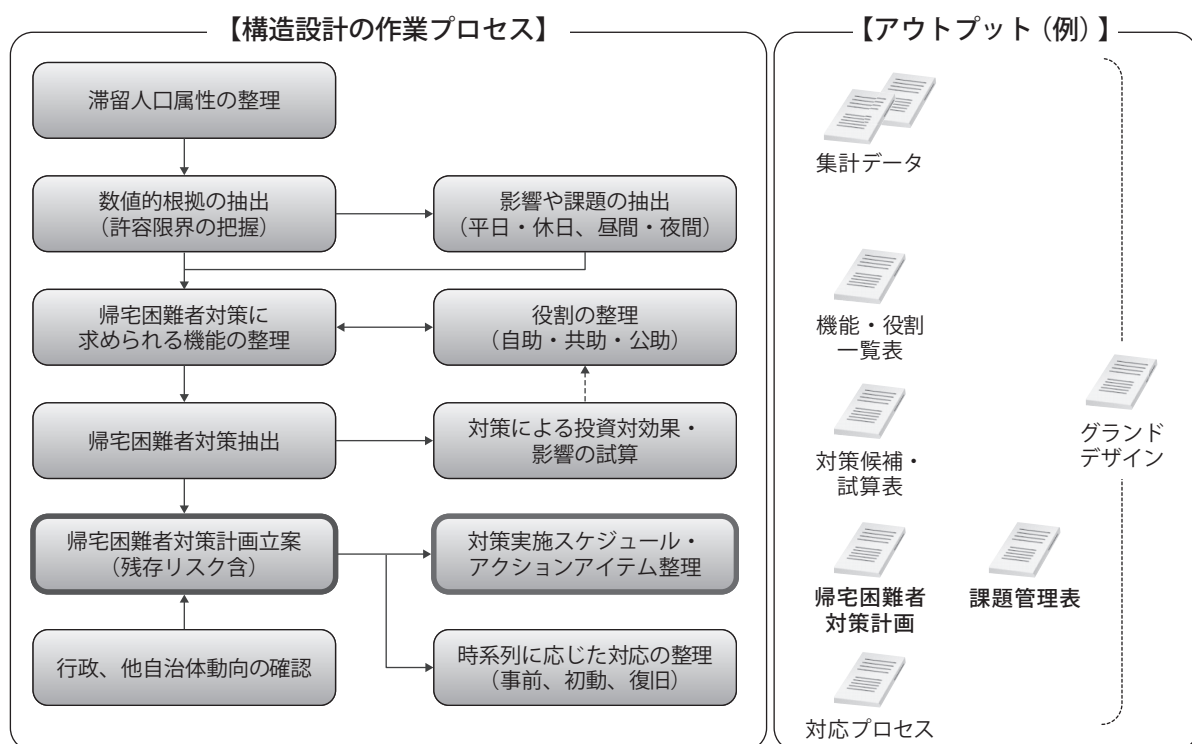 【構造設計の作業プロセス】
滞留人口属性の整理
数値的根拠の抽出
（許容限界の把握）
影響や課題の抽出
（平日・休日、昼間・夜間）
帰宅困難者対策に
求められる機能の整理
役割の整理
（自助・共助・公助）
帰宅困難者対策抽出
対策による投資対効果・
影響の試算
帰宅困難者対策計画立案
（残存リスク含）
対策実施スケジュール・
アクションアイテム整理
行政、他自治体動向の確認
時系列に応じた対応の整理
（事前、初動、復旧）
【アウトプット（例）】
集計データ
機能・役割
一覧表
対策候補・
試算表
帰宅困難者
対策計画
課題管理表
対応プロセス
グランド
デザイン